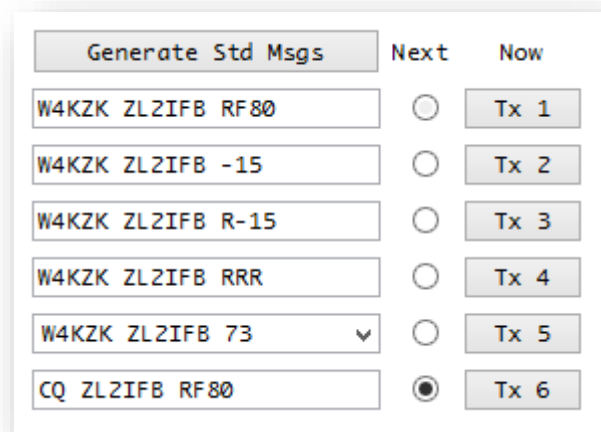 Generate Std Msgs Next Now
W4KZK ZL2IFB RF80 Tx 1
W4KZK ZL2IFB -15 Tx 2
W4KZK ZL2IFB R-15 Tx 3
W4KZK ZL2IFB RRR Tx 4
W4KZK ZL2IFB 73 Tx 5
CQ ZL2IFB RF80 Tx 6